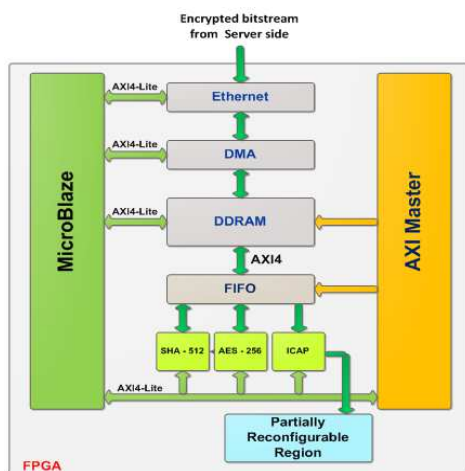 Encrypted bitstream
from Server side
AXI4-Lite
Ethernet
AXI4-Lite
DMA
AXI4-Lite
DDRAM
MicroBlaze
AXI Master
AXI4
FIFO
SHA - 512
AES - 256
ICAP
AXI4-Lite
Partially
Reconfigurable
Region
FPGA